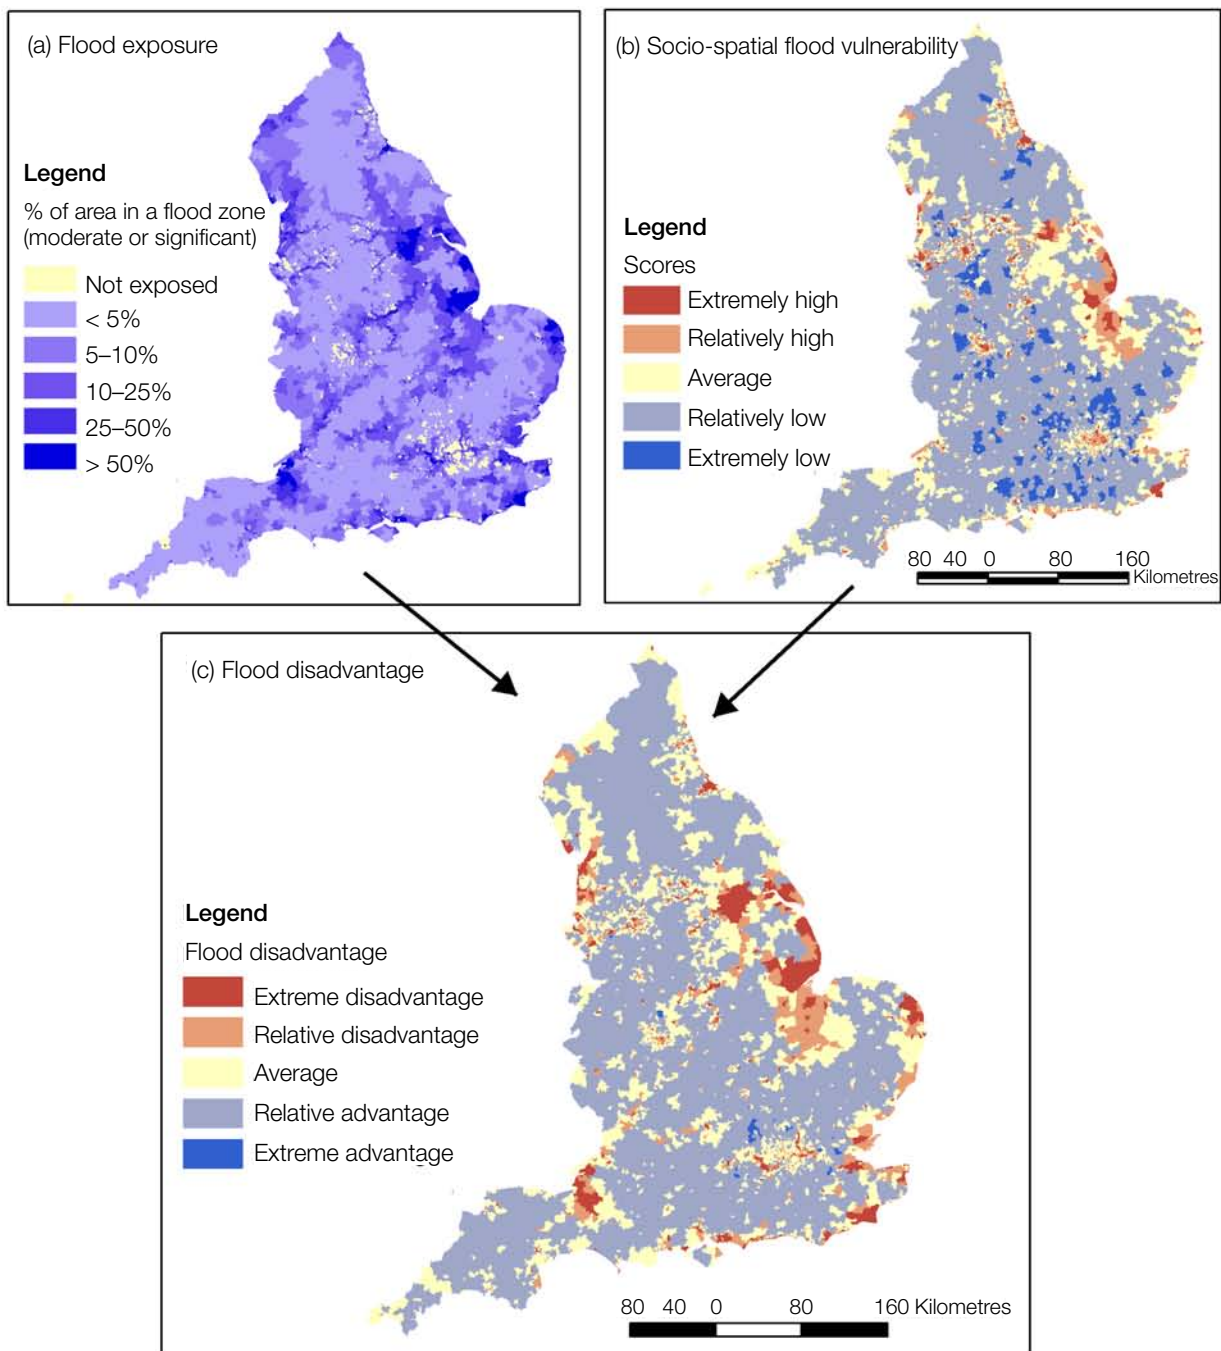 (a) Flood exposure
Legend
% of area in a flood zone
(moderate or significant)
Not exposed
< 5%
5–10%
10–25%
25–50%
> 50%
(b) Socio-spatial flood vulnerability
Legend
Scores
Extremely high
Relatively high
Average
Relatively low
Extremely low
80 40 0 80 160
Kilometres
(c) Flood disadvantage
Legend
Flood disadvantage
Extreme disadvantage
Relative disadvantage
Average
Relative advantage
Extreme advantage
80 40 0 80 160 Kilometres